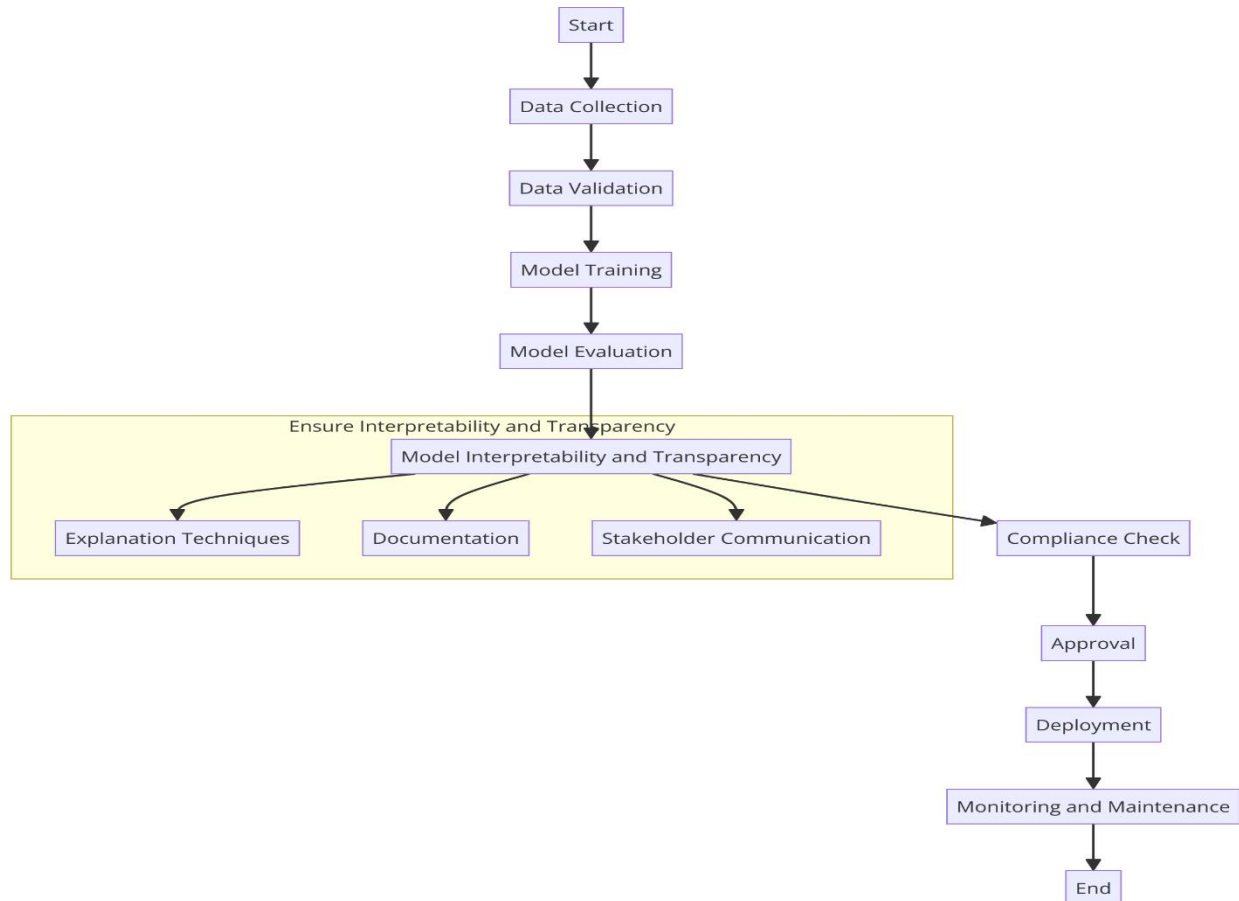 Start
Data Collection
Data Validation
Model Training
Model Evaluation
Ensure Interpretability and Transparency
Model Interpretability and Transparency
Explanation Techniques
Documentation
Stakeholder Communication
Compliance Check
Approval
Deployment
Monitoring and Maintenance
End